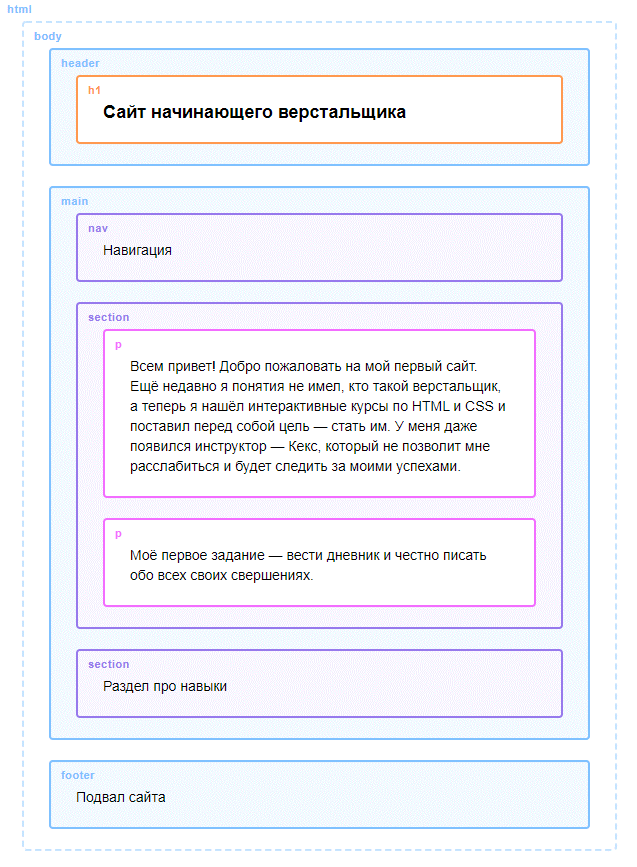 html
body
header
h1
Сайт начинающего верстальщика
main
nav
Навигация
section
p
Всем привет! Добро пожаловать на мой первый сайт.
Ещё недавно я понятия не имел, кто такой верстальщик,
а теперь я нашёл интерактивные курсы по HTML и CSS и
поставил перед собой цель — стать им. У меня даже
появился инструктор — Кекс, который не позволит мне
расслабиться и будет следить за моими успехами.
p
Моё первое задание — вести дневник и честно писать
обо всех своих свершениях.
section
Раздел про навыки
footer
Подвал сайта